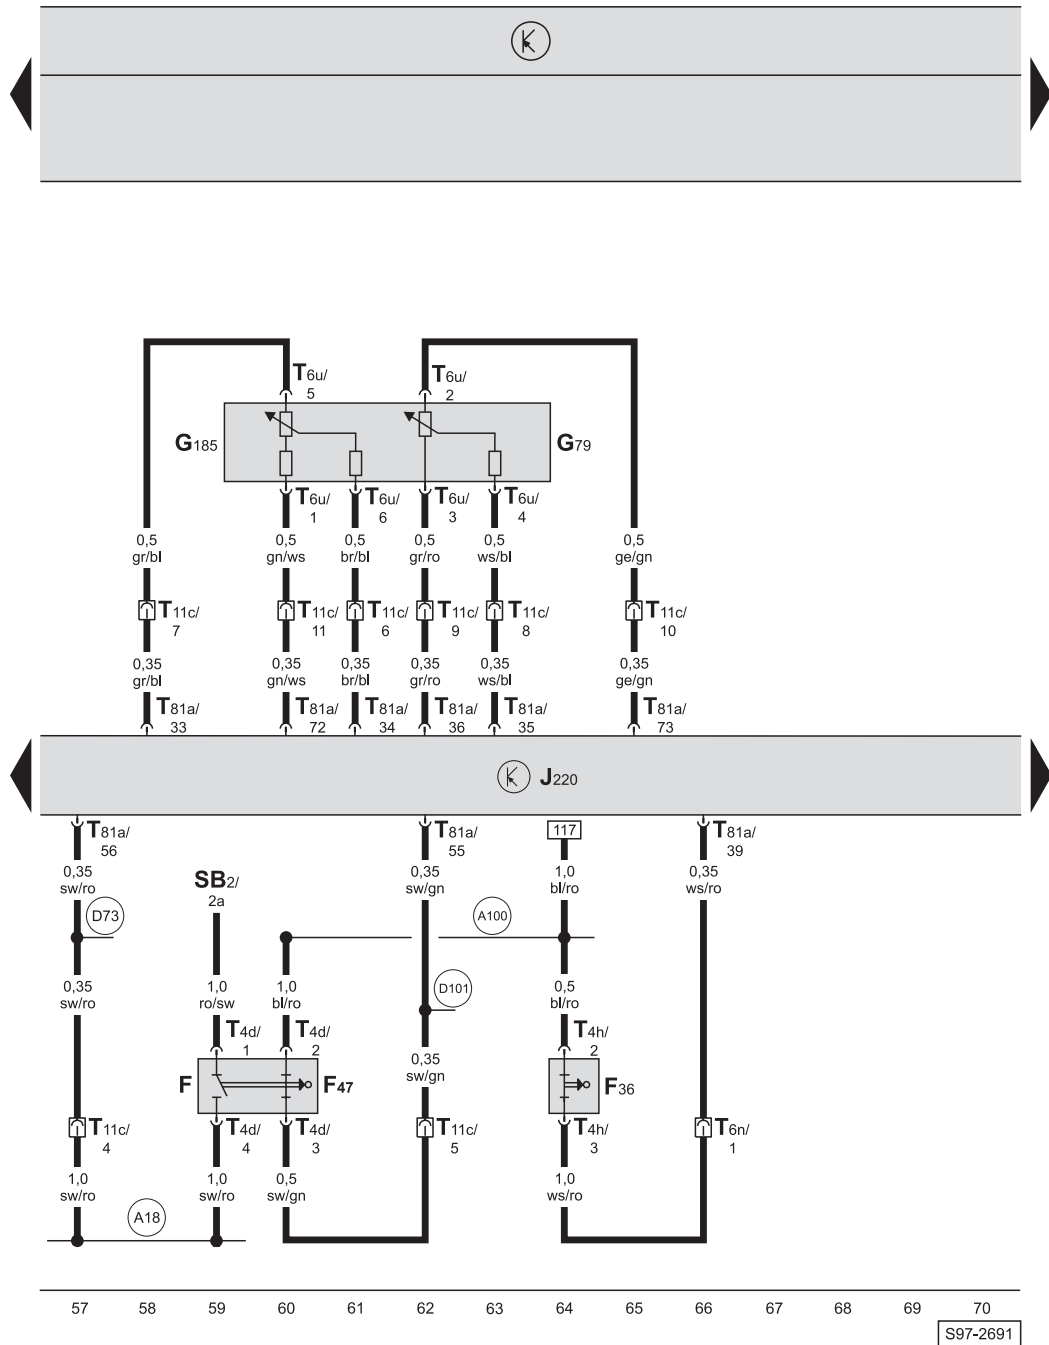 T6u/ T6u/
5 2
G185 G79
T6u/ T6u/ T6u/ T6u/
1 6 3 4
0,5 0,5 0,5 0,5 0,5 0,5
gr/bl gn/ws br/bl gr/ro ws/bl ge/gn
T11c/ T11c/ T11c/ T11c/ T11c/ T11c/
7 11 6 9 8 10
0,35 0,35 0,35 0,35 0,35 0,35
gr/bl gn/ws br/bl gr/ro ws/bl ge/gn
T81a/ T81a/ T81a/ T81a/ T81a/ T81a/
33 72 34 36 35 73
J220
T81a/ T81a/ 117 T81a/
56 55 39
0,35 SB2/ 0,35 1,0 0,35
sw/ro 2a sw/gn bl/ro ws/ro
D73 A100
0,35 1,0 1,0 D101 0,5
sw/ro ro/sw bl/ro bl/ro
T4d/ T4d/ T4h/
1 2 2
0,35
sw/gn
F F47 F36
T11c/ T4d/ T4d/ T11c/ T4h/ T6n/
4 4 3 5 3 1
1,0 1,0 0,5 1,0
sw/ro sw/ro sw/gn ws/ro
A18
57 58 59 60 61 62 63 64 65 66 67 68 69 70
S97-2691